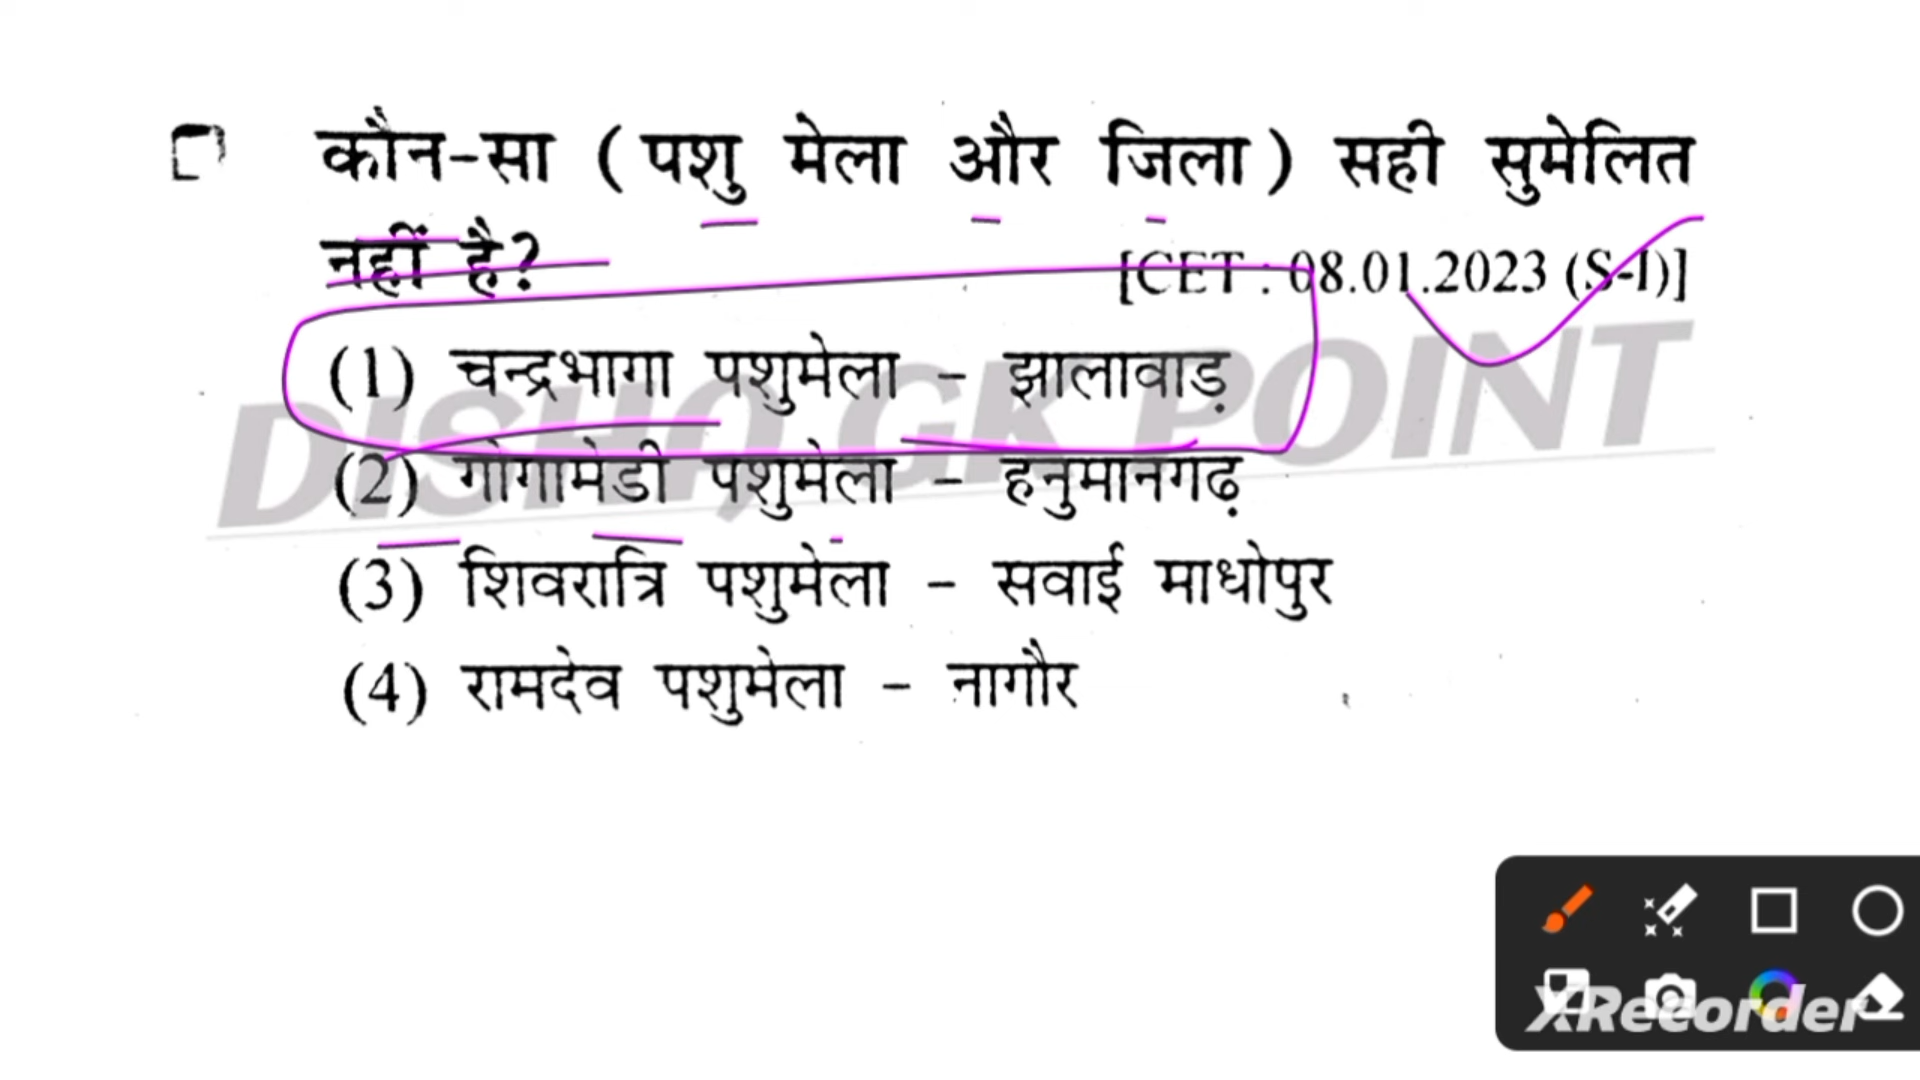 कौन-सा (पशु मेला और जिला) सही सुमेलित
नहीं है? [CET : 08.01.2023 (S-I)]
(1) चन्द्रभागा पशुमेला - झालावाड़
(2) गोगामेडी पशुमेला - हनुमानगढ़
(3) शिवरात्रि पशुमेला - सवाई माधोपुर
(4) रामदेव पशुमेला - नागौर
DISHQ GK POINT
XRecorder